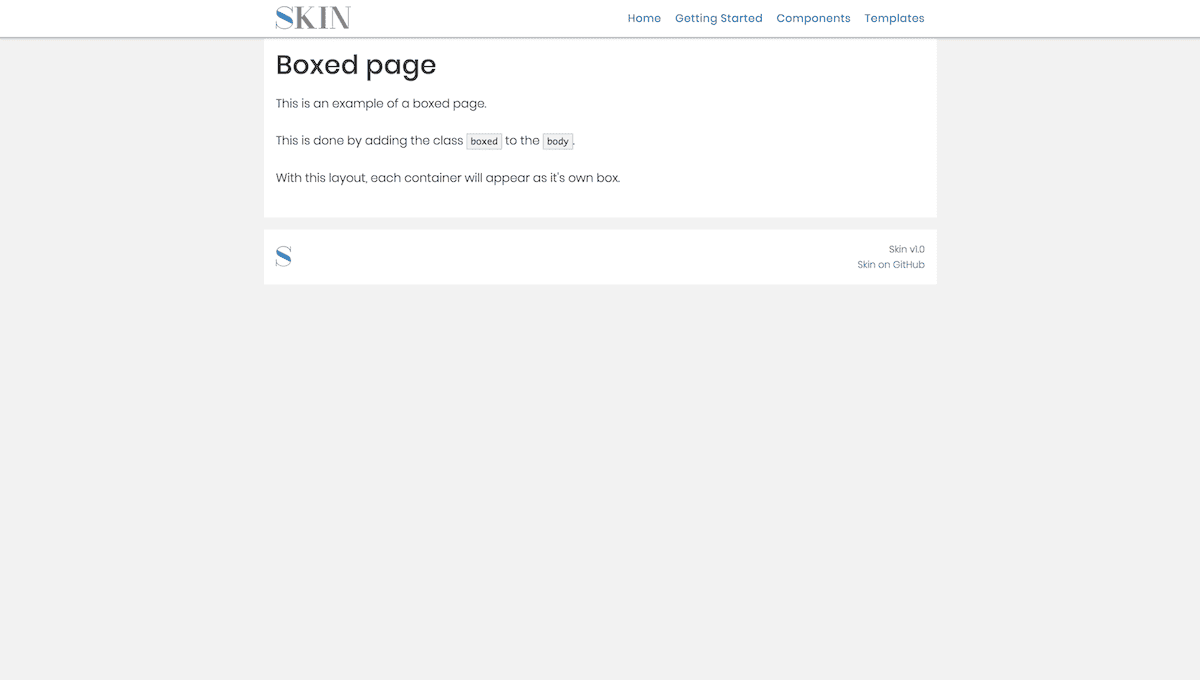 SKIN
Home Getting Started Components Templates
Boxed page
This is an example of a boxed page.
This is done by adding the class boxed to the body.
With this layout, each container will appear as it's own box.
S
Skin v1.0
Skin on GitHub